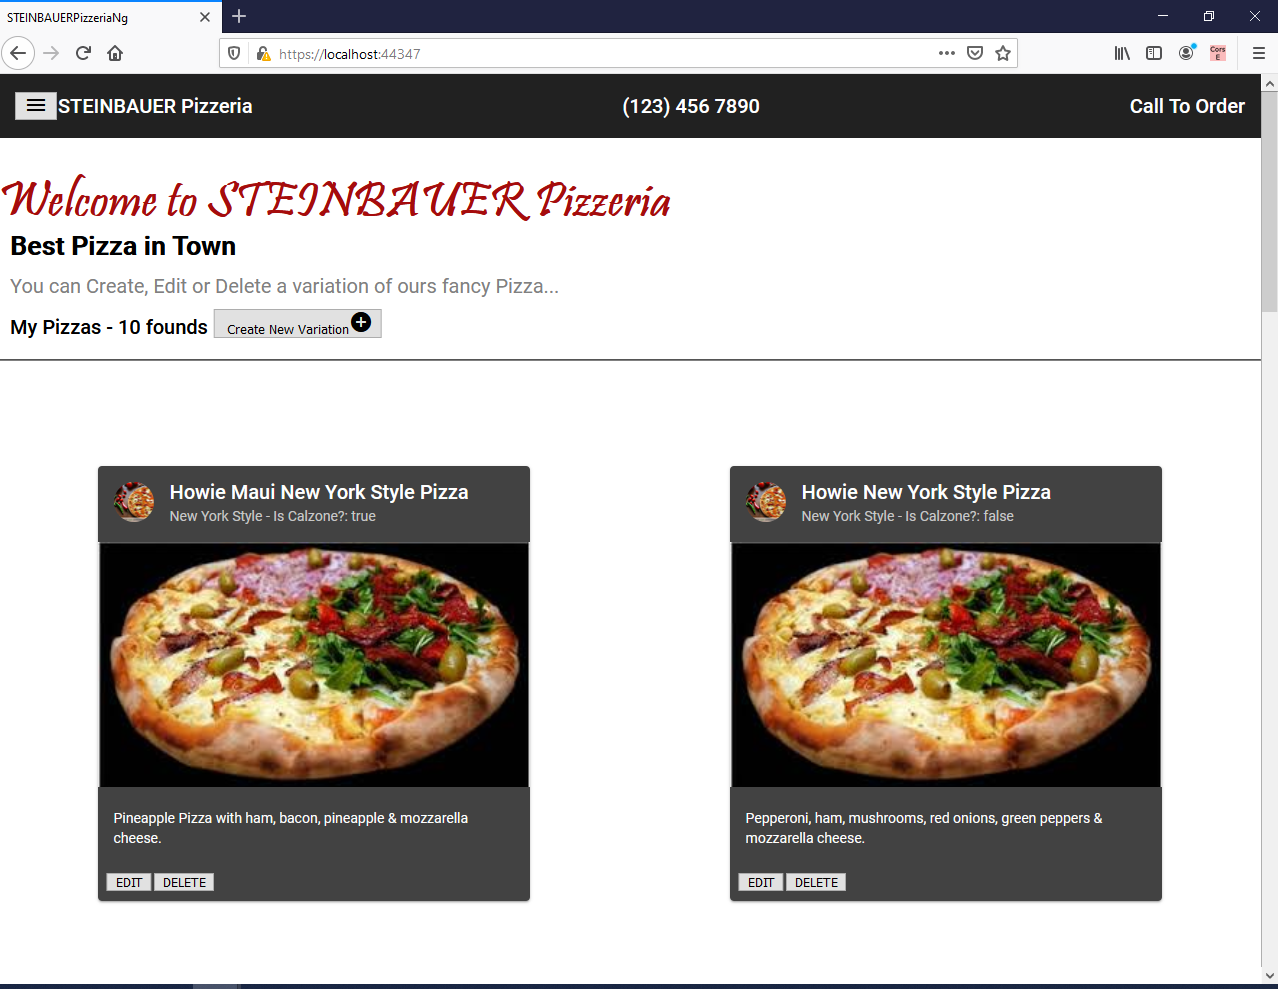 STEINBAUERPizzeriaNg
https://localhost:44347
Cors
E
STEINBAUER Pizzeria
(123) 456 7890
Call To Order
Welcome to STEINBAUER Pizzeria
Best Pizza in Town
You can Create, Edit or Delete a variation of ours fancy Pizza...
My Pizzas - 10 founds
Create New Variation
Howie Maui New York Style Pizza
New York Style - Is Calzone?: true
Pineapple Pizza with ham, bacon, pineapple & mozzarella
cheese.
EDIT DELETE
Howie New York Style Pizza
New York Style - Is Calzone?: false
Pepperoni, ham, mushrooms, red onions, green peppers &
mozzarella cheese.
EDIT DELETE